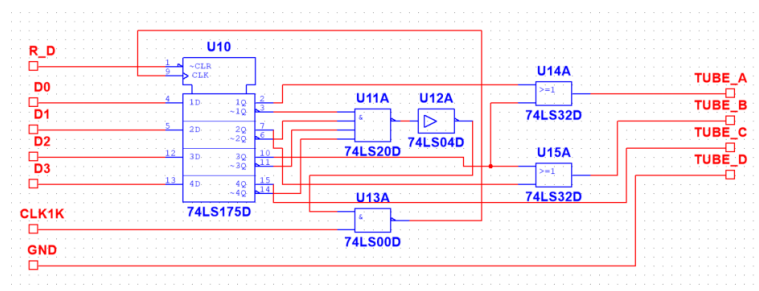 U10
R_D
1
~CLR
9
CLK
U14A
TUBE_A
>=1
D0
4
1D
1Q
2
~1Q
3
U11A
U12A
74LS32D
TUBE_B
&
D1
5
2D
2Q
7
~2Q
6
74LS20D
74LS04D
TUBE_C
D2
12
3D
3Q
10
~3Q
11
U15A
TUBE_D
>=1
D3
13
4D
4Q
15
~4Q
14
74LS32D
U13A
74LS175D
CLK1K
&
74LS00D
GND